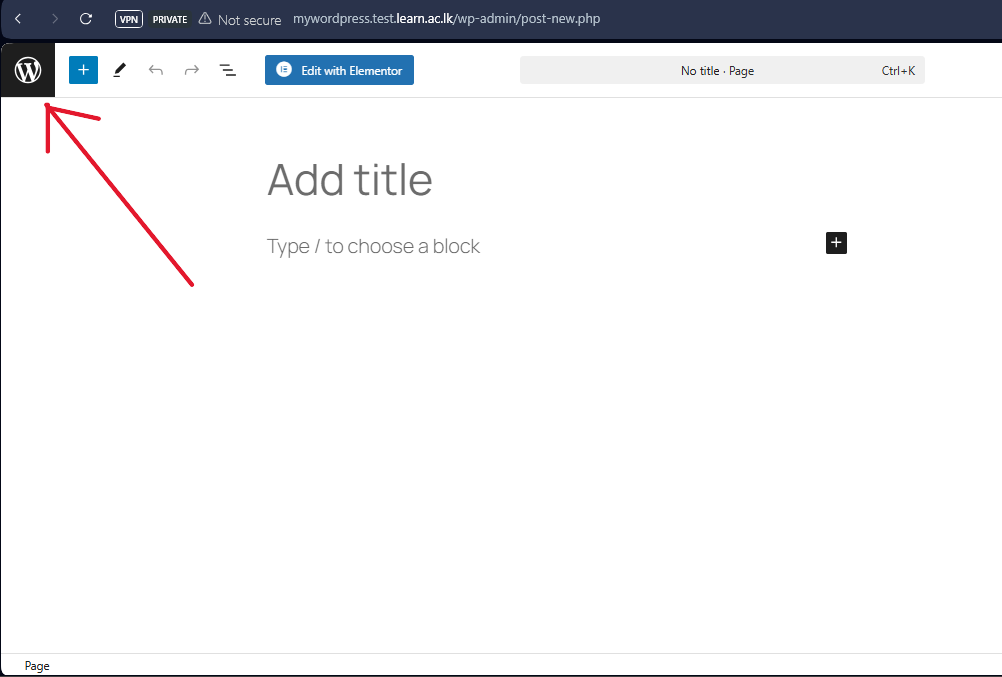 VPN PRIVATE Not secure mywordpress.test.learn.ac.lk/wp-admin/post-new.php
Edit with Elementor No title · Page Ctrl+K
Add title
Type / to choose a block
Page